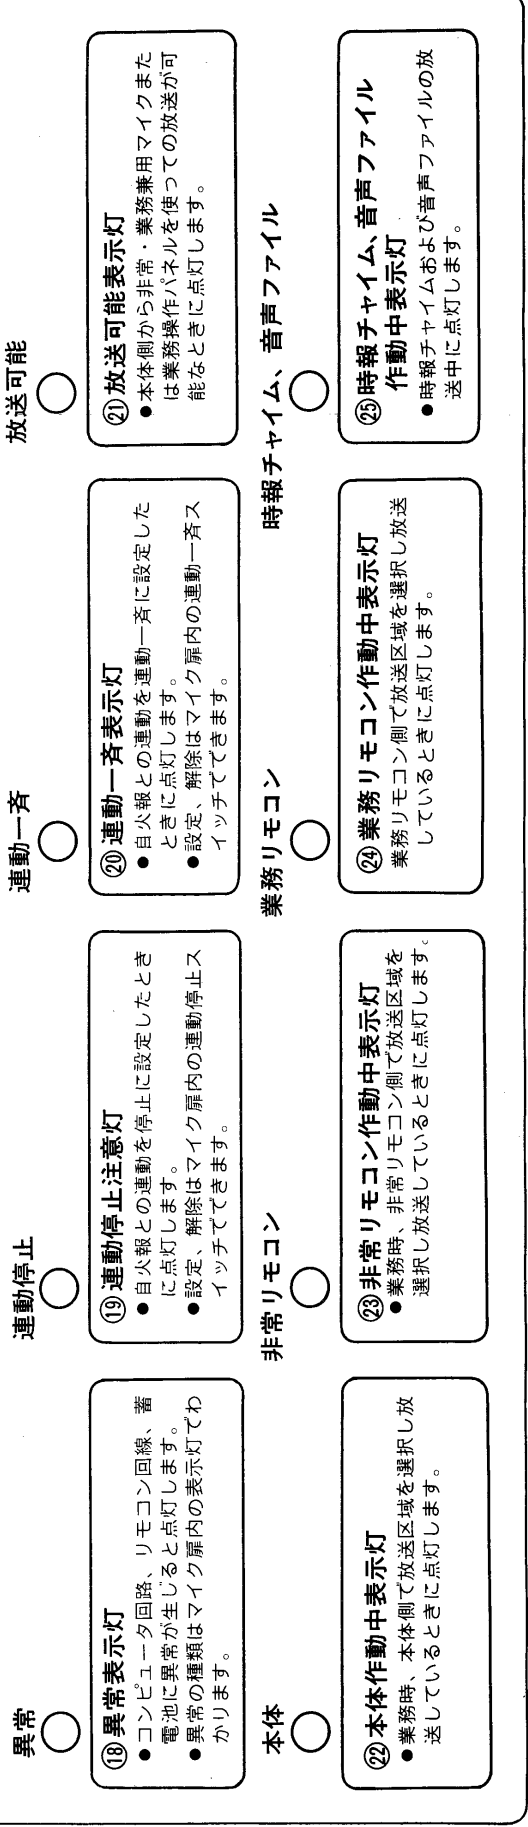 異常
⑱異常表示灯
●コンピュータ回路、リモコン回線、蓄
電池に異常が生じると点灯します。
●異常の種類はマイク扉内の表示灯でわ
かります。
連動停止
⑲連動停止注意灯
●自火報との連動を停止に設定したとき
に点灯します。
●設定、解除はマイク扉内の連動停止ス
イッチでできます。
連動一斉
⑳連動一斉表示灯
●自火報との連動を連動一斉に設定した
ときに点灯します。
●設定、解除はマイク扉内の連動一斉ス
イッチでできます。
放送可能
㉑放送可能表示灯
●本体側から非常・業務兼用マイクまた
は業務操作パネルを使っての放送が可
能なときに点灯します。
本体
㉒本体作動中表示灯
●業務時、本体側で放送区域を選択し放
送しているときに点灯します。
非常リモコン
㉓非常リモコン作動中表示灯
●業務時、非常リモコン側で放送区域を
選択し放送しているときに点灯します。
業務リモコン
㉔業務リモコン作動中表示灯
業務リモコン側で放送区域を選択し放送
しているときに点灯します。
時報チャイム、音声ファイル
㉕時報チャイム、音声ファイル
作動中表示灯
●時報チャイムおよび音声ファイルの放
送中に点灯します。